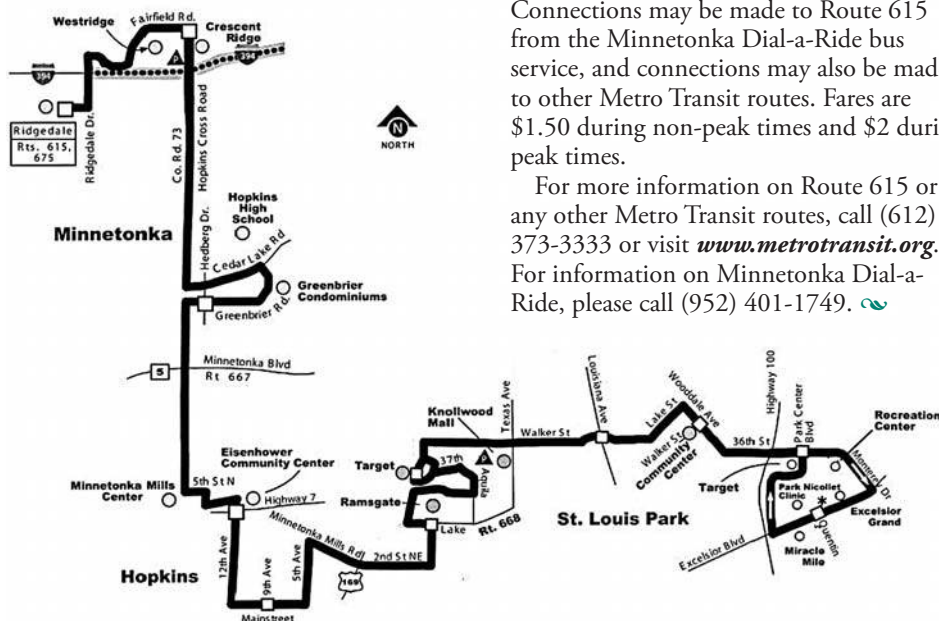 Connections may be made to Route 615
from the Minnetonka Dial-a-Ride bus
service, and connections may also be mad
to other Metro Transit routes. Fares are
$1.50 during non-peak times and $2 duri
peak times.
For more information on Route 615 or
any other Metro Transit routes, call (612)
373-3333 or visit www.metrotransit.org.
For information on Minnetonka Dial-a-
Ride, please call (952) 401-1749.
Westridge
Fairfield Rd.
Crescent
Ridge
P
394
394
Ridgedale
Rts. 615,
675
Ridgedale Dr.
Co. Rd. 73
Hopkins Cross Road
N
NORTH
Minnetonka
Hedberg Dr.
Hopkins
High
School
Cedar Lake Rd
Greenbrier
Condominiums
Greenbrier Rd.
5
Minnetonka Blvd
Rt 667
Eisenhower
Community Center
Minnetonka Mills
Center
5th St N
Highway 7
12th Ave
Hopkins
9th Ave
Mainstreet
5th Ave
Minnetonka Mills Rd
169
2nd St NE
Knollwood
Mall
Texas Ave
Target
37th
P
Aquila
Ramsgate
Lake
Rt. 668
Walker St
Louisiana Ave
St. Louis Park
Lake St
Wooddale Ave
Walker St
Community
Center
36th St
Highway 100
Park Center
Blvd
Recreation
Center
Target
Park Nicollet
Clinic
*
Monterey Dr
Excelsior
Grand
Quentin
Excelsior Blvd
Miracle
Mile